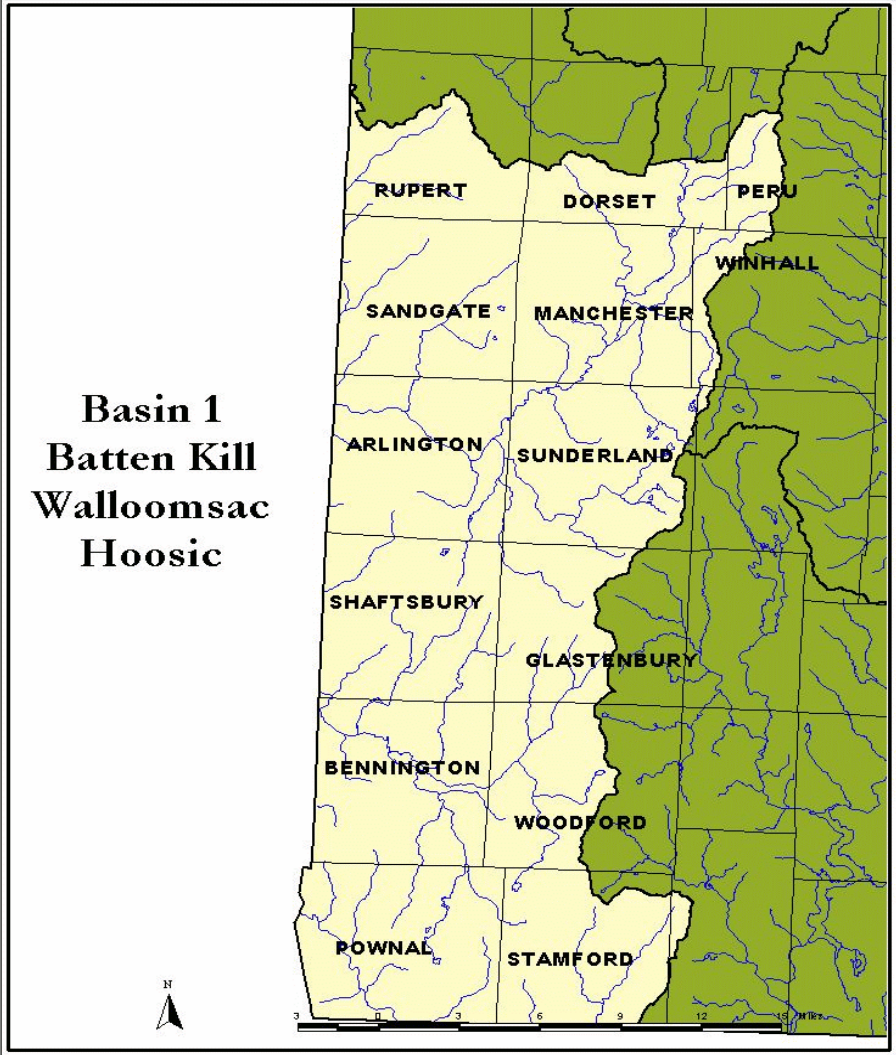 RUPERT
DORSET
PERU
WINHALL
SANDGATE
MANCHESTER
Basin 1
Batten Kill
Walloomsac
Hoosic
ARLINGTON
SUNDERLAND
SHAFTSBURY
GLASTENBURY
BENNINGTON
WOODFORD
POWNAL
STAMFORD
N
3 0 3 6 9 12 15 Miles